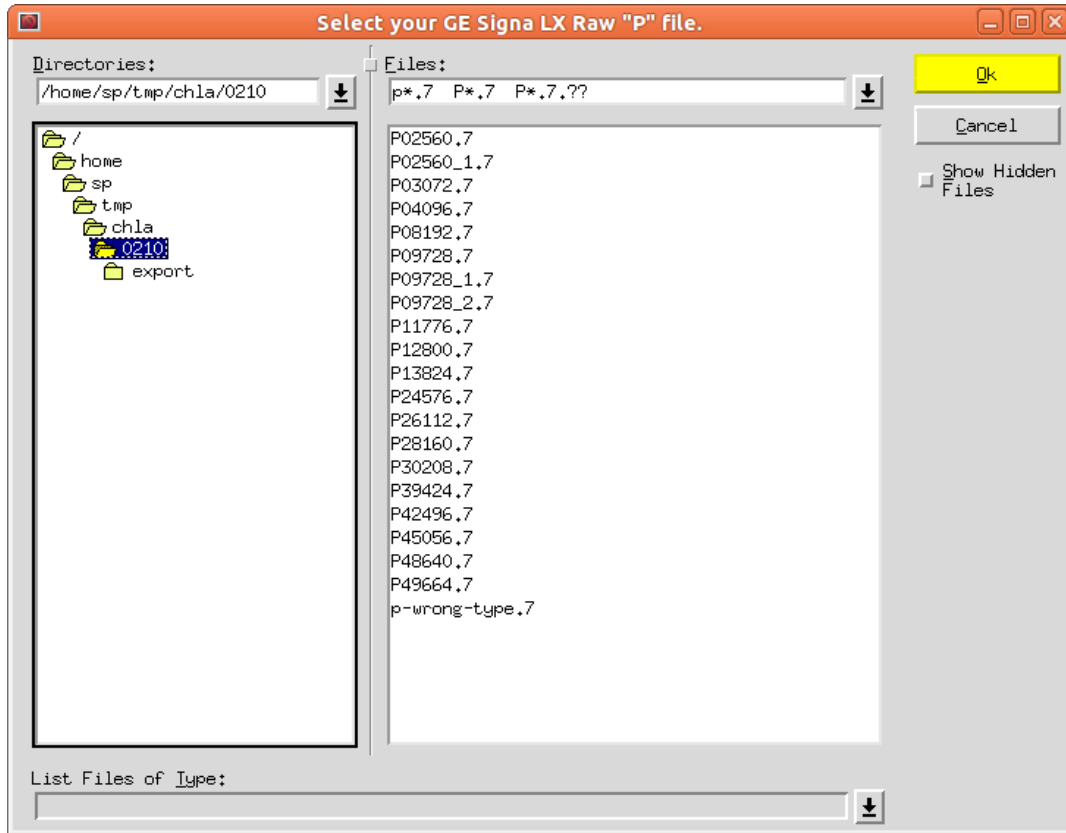 Select your GE Signa LX Raw "P" file.
Directories:
/home/sp/tmp/chla/0210
/
home
sp
tmp
chla
0210
export
Files:
p*.7  P*.7  P*.7.??
P02560.7
P02560_1.7
P03072.7
P04096.7
P08192.7
P09728.7
P09728_1.7
P09728_2.7
P11776.7
P12800.7
P13824.7
P24576.7
P26112.7
P28160.7
P30208.7
P39424.7
P42496.7
P45056.7
P48640.7
P49664.7
p-wrong-type.7
Ok
Cancel
Show Hidden
Files
List Files of Type: